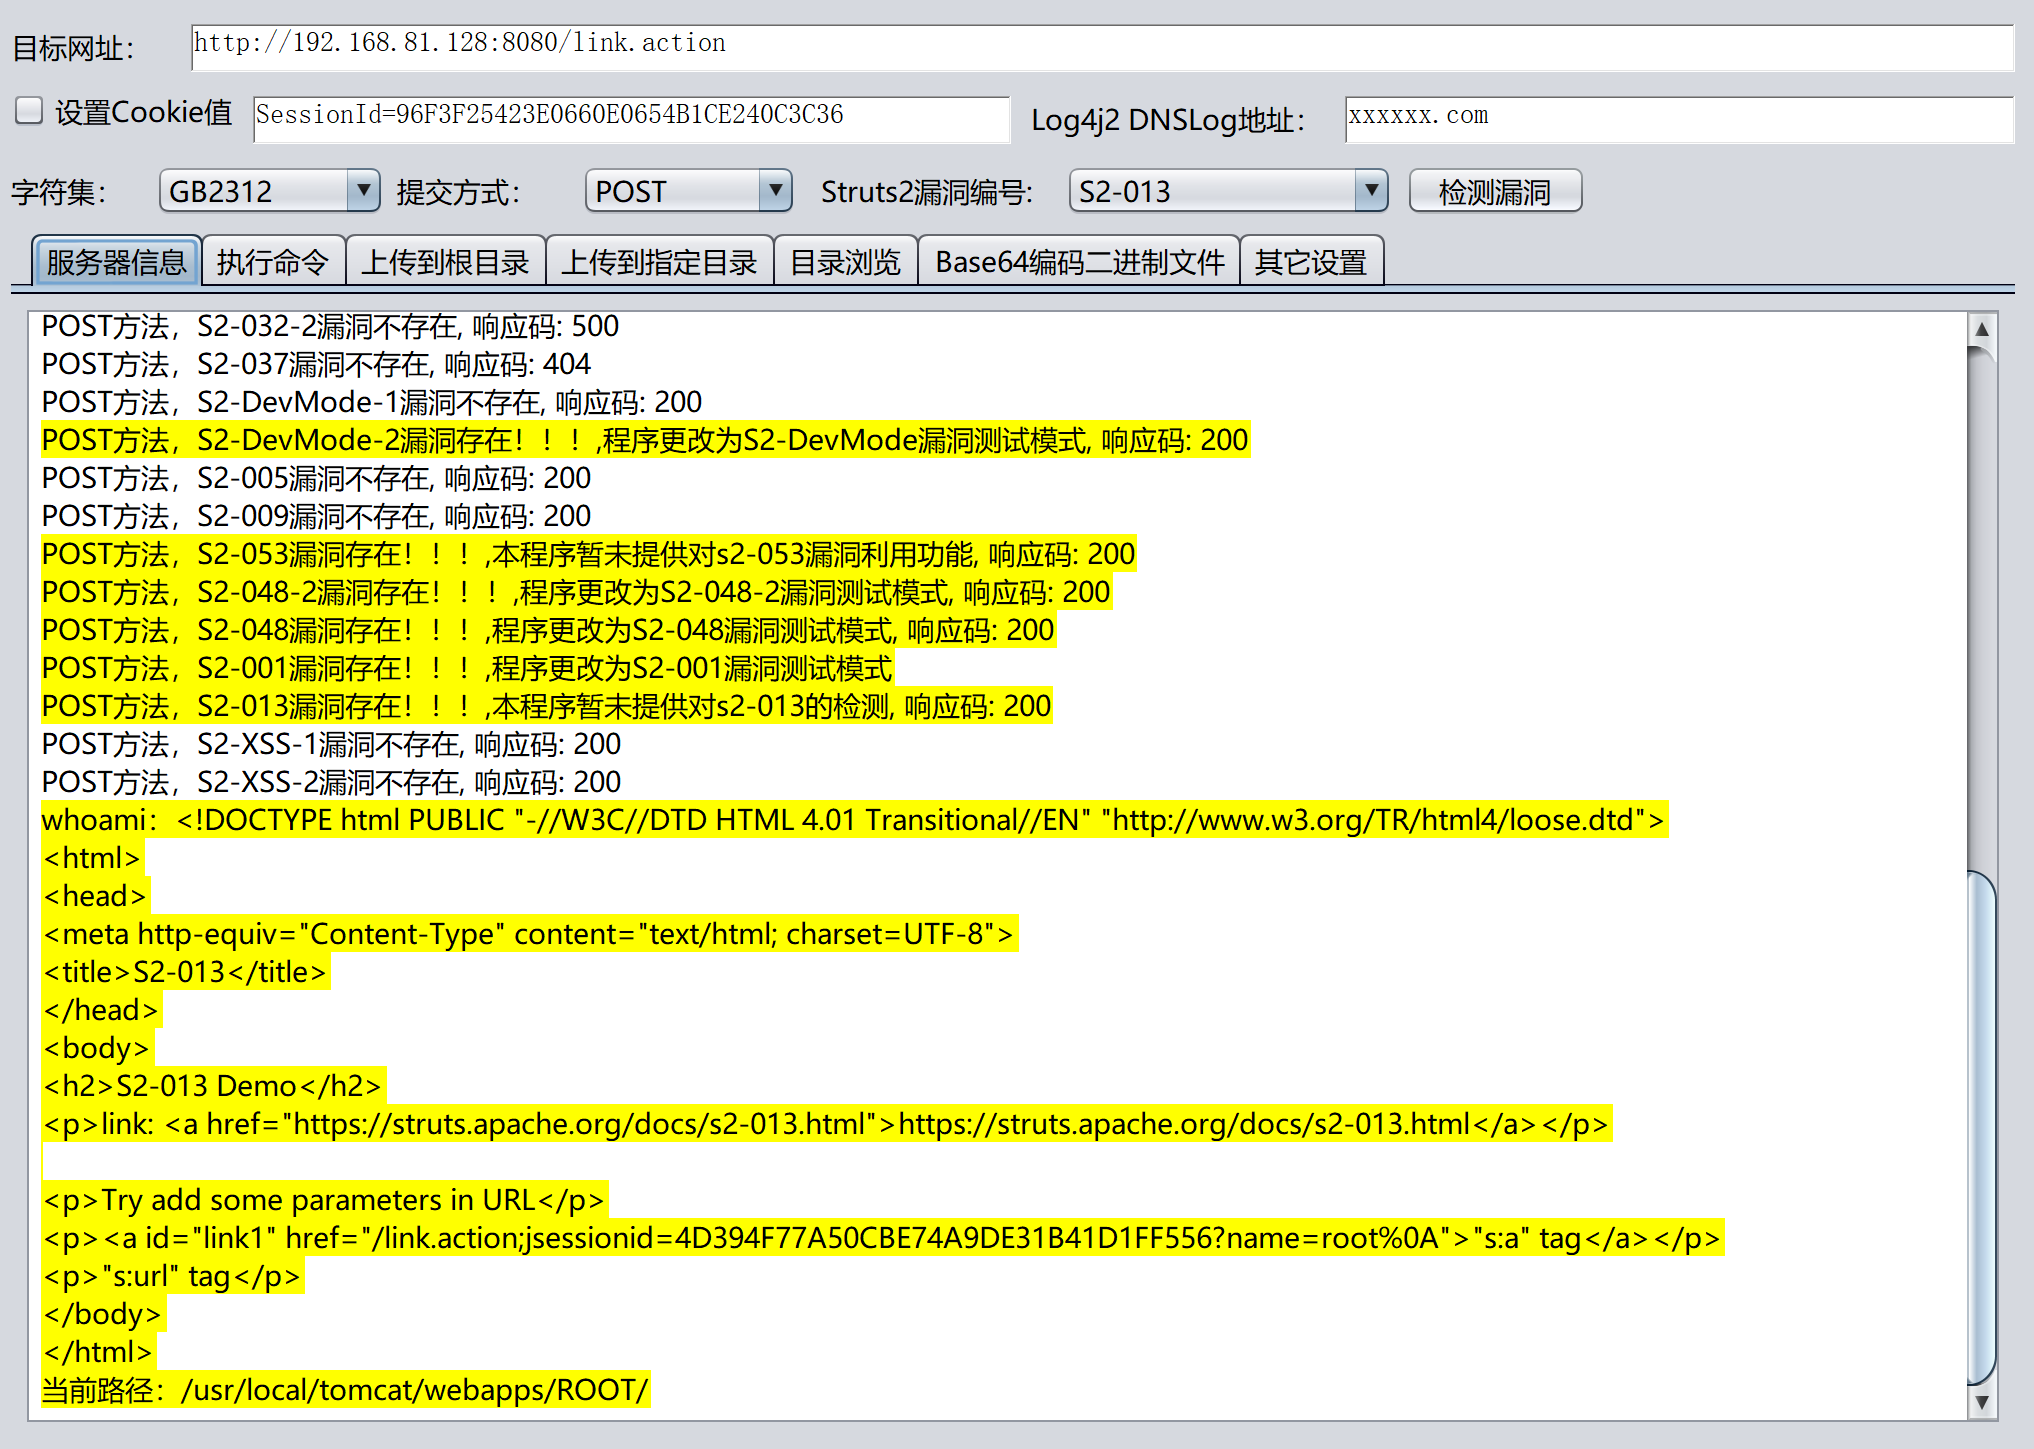 目标网址： http://192.168.81.128:8080/link.action
设置Cookie值 SessionId=96F3F25423E0660E0654B1CE240C3C36 Log4j2 DNSLog地址： xxxxxx.com
字符集： GB2312 提交方式： POST Struts2漏洞编号: S2-013 检测漏洞
服务器信息 执行命令 上传到根目录 上传到指定目录 目录浏览 Base64编码二进制文件 其它设置
POST方法，S2-032-2漏洞不存在, 响应码: 500
POST方法，S2-037漏洞不存在, 响应码: 404
POST方法，S2-DevMode-1漏洞不存在, 响应码: 200
POST方法，S2-DevMode-2漏洞存在！！！,程序更改为S2-DevMode漏洞测试模式, 响应码: 200
POST方法，S2-005漏洞不存在, 响应码: 200
POST方法，S2-009漏洞不存在, 响应码: 200
POST方法，S2-053漏洞存在！！！,本程序暂未提供对s2-053漏洞利用功能, 响应码: 200
POST方法，S2-048-2漏洞存在！！！,程序更改为S2-048-2漏洞测试模式, 响应码: 200
POST方法，S2-048漏洞存在！！！,程序更改为S2-048漏洞测试模式, 响应码: 200
POST方法，S2-001漏洞存在！！！,程序更改为S2-001漏洞测试模式
POST方法，S2-013漏洞存在！！！,本程序暂未提供对s2-013的检测, 响应码: 200
POST方法，S2-XSS-1漏洞不存在, 响应码: 200
POST方法，S2-XSS-2漏洞不存在, 响应码: 200
whoami：<!DOCTYPE html PUBLIC "-//W3C//DTD HTML 4.01 Transitional//EN" "http://www.w3.org/TR/html4/loose.dtd">
<html>
<head>
<meta http-equiv="Content-Type" content="text/html; charset=UTF-8">
<title>S2-013</title>
</head>
<body>
<h2>S2-013 Demo</h2>
<p>link: <a href="https://struts.apache.org/docs/s2-013.html">https://struts.apache.org/docs/s2-013.html</a></p>
<p>Try add some parameters in URL</p>
<p><a id="link1" href="/link.action;jsessionid=4D394F77A50CBE74A9DE31B41D1FF556?name=root%0A">"s:a" tag</a></p>
<p>"s:url" tag</p>
</body>
</html>
当前路径：/usr/local/tomcat/webapps/ROOT/